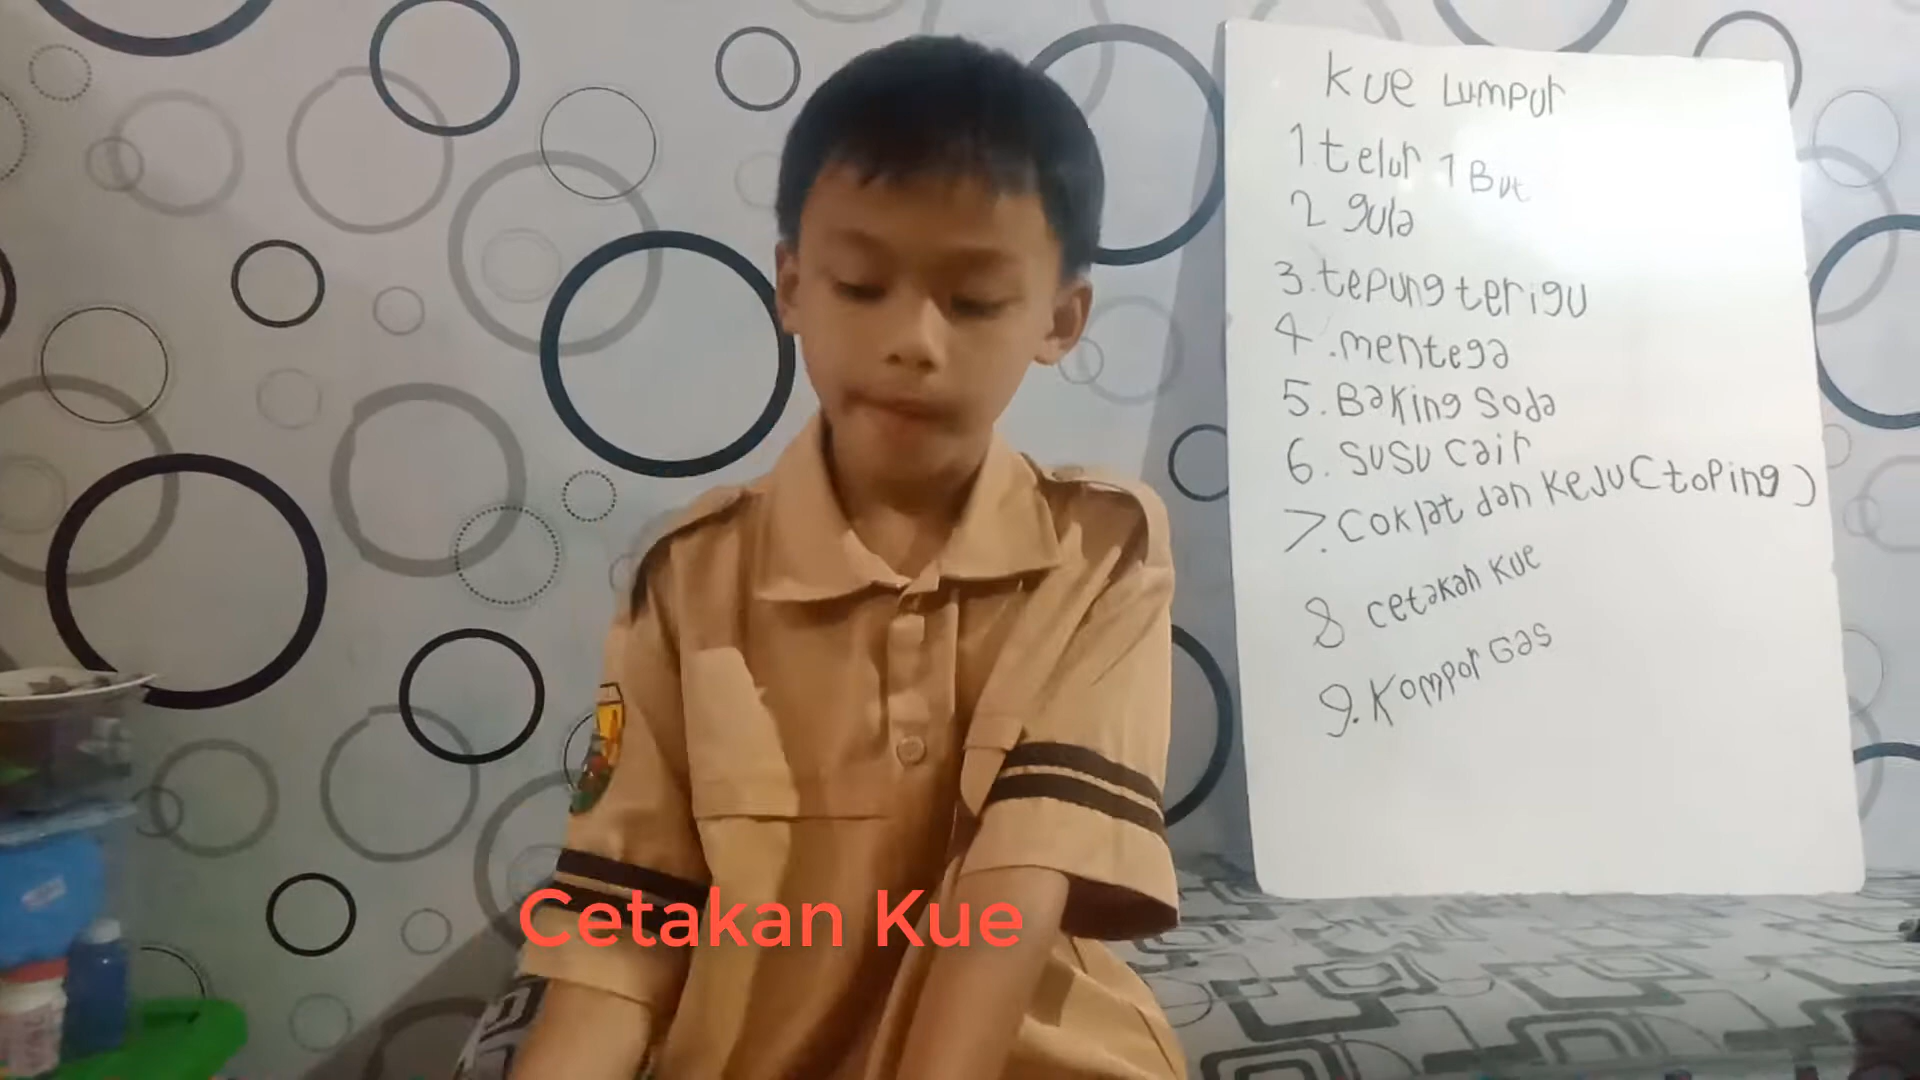 Kue Lumpur
1 telur 1 But
2 gula
3. tepung terigu
4. mentega
5. Baking Soda
6. Susu Cair
7. Coklat dan Keju (toping)
8 cetakan kue
9. Kompor Gas
Cetakan Kue